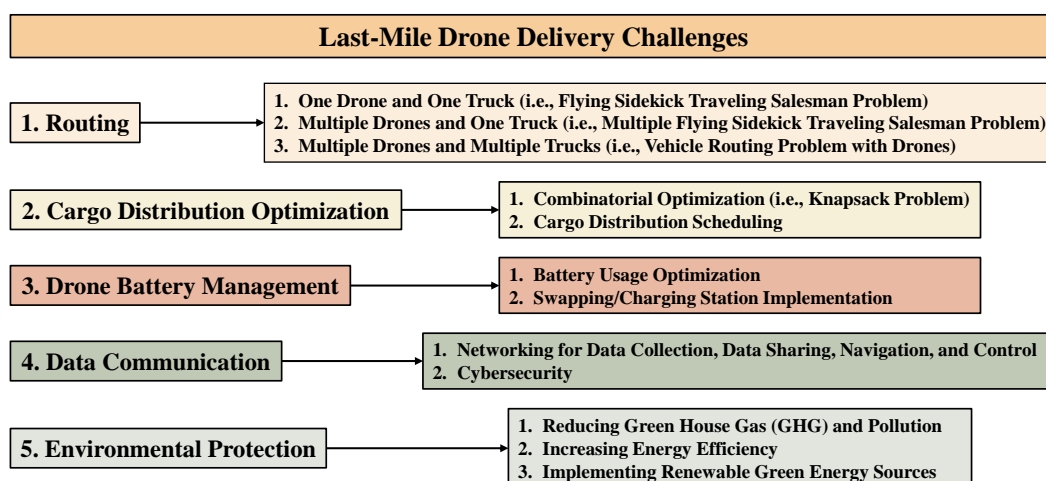 Last-Mile Drone Delivery Challenges
1. Routing
1. One Drone and One Truck (i.e., Flying Sidekick Traveling Salesman Problem)
2. Multiple Drones and One Truck (i.e., Multiple Flying Sidekick Traveling Salesman Problem)
3. Multiple Drones and Multiple Trucks (i.e., Vehicle Routing Problem with Drones)
2. Cargo Distribution Optimization
1. Combinatorial Optimization (i.e., Knapsack Problem)
2. Cargo Distribution Scheduling
3. Drone Battery Management
1. Battery Usage Optimization
2. Swapping/Charging Station Implementation
4. Data Communication
1. Networking for Data Collection, Data Sharing, Navigation, and Control
2. Cybersecurity
5. Environmental Protection
1. Reducing Green House Gas (GHG) and Pollution
2. Increasing Energy Efficiency
3. Implementing Renewable Green Energy Sources